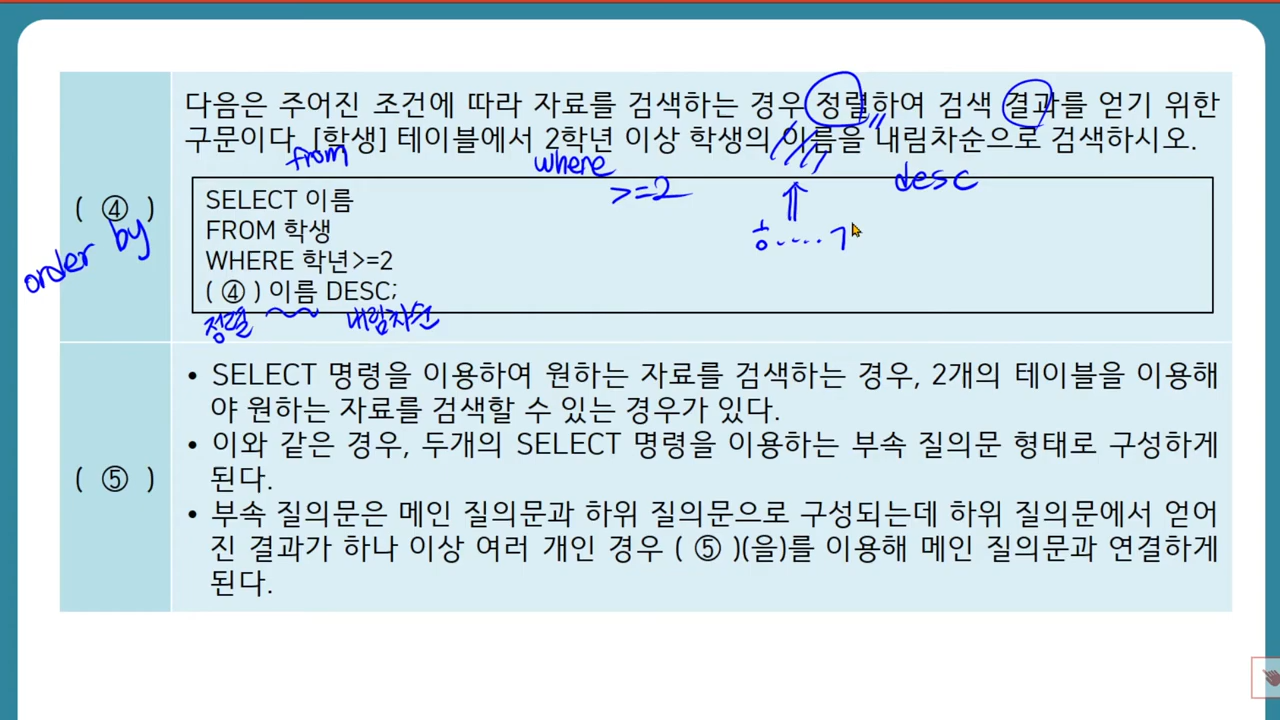 다음은 주어진 조건에 따라 자료를 검색하는 경우 정렬하여 검색 결과를 얻기 위한
구문이다. [학생] 테이블에서 2학년 이상 학생의 이름을 내림차순으로 검색하시오.
from
where
>=2
desc
( ④ )
order by
SELECT 이름
FROM 학생
WHERE 학년>=2
( ④ ) 이름 DESC;
ㅎ.....ㄱ
정렬
내림차순
( ⑤ )
• SELECT 명령을 이용하여 원하는 자료를 검색하는 경우, 2개의 테이블을 이용해
야 원하는 자료를 검색할 수 있는 경우가 있다.
• 이와 같은 경우, 두개의 SELECT 명령을 이용하는 부속 질의문 형태로 구성하게
된다.
• 부속 질의문은 메인 질의문과 하위 질의문으로 구성되는데 하위 질의문에서 얻어
진 결과가 하나 이상 여러 개인 경우 ( ⑤ )(을)를 이용해 메인 질의문과 연결하게
된다.